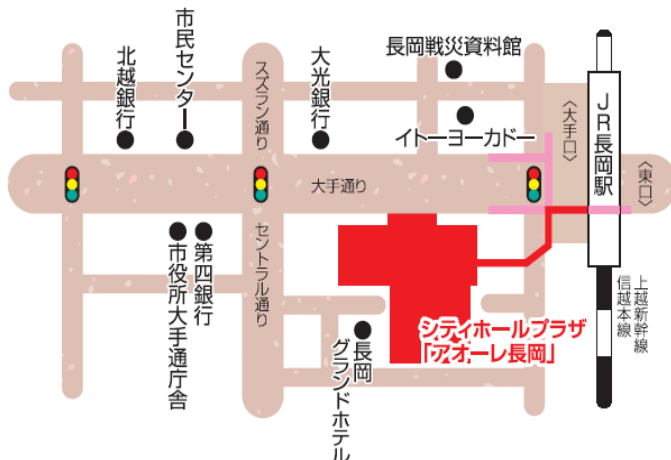 北越銀行
市民センター
スズラン通り
大光銀行
長岡戦災資料館
イトーヨーカドー
〈大手口〉
JR長岡駅
〈東口〉
大手通り
市役所大手通庁舎
第四銀行
セントラル通り
長岡
グランドホテル
シティホールプラザ
「アオーレ長岡」
上越新幹線
信越本線